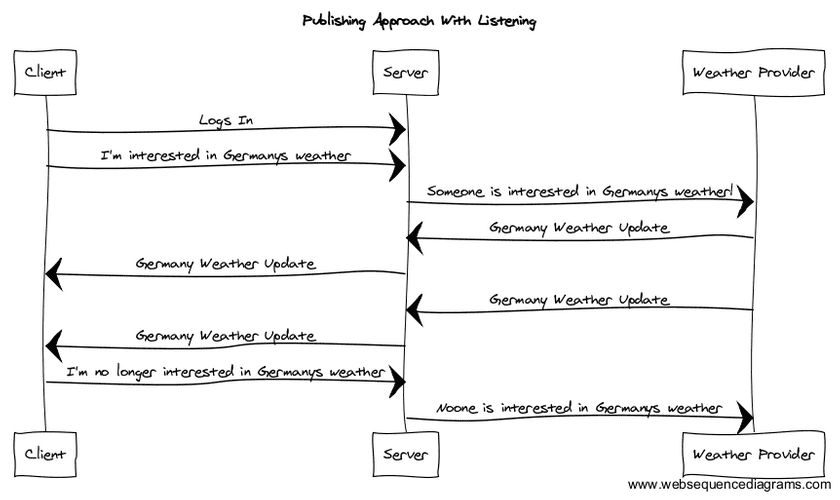 Publishing Approach With Listening
Client
Server
Weather Provider
Logs In
I'm interested in Germanys weather
Someone is interested in Germanys weather!
Germany Weather Update
Germany Weather Update
Germany Weather Update
Germany Weather Update
I'm no longer interested in Germanys weather
Noone is interested in Germanys weather
Client
Server
Weather Provider
www.websequencediagrams.com